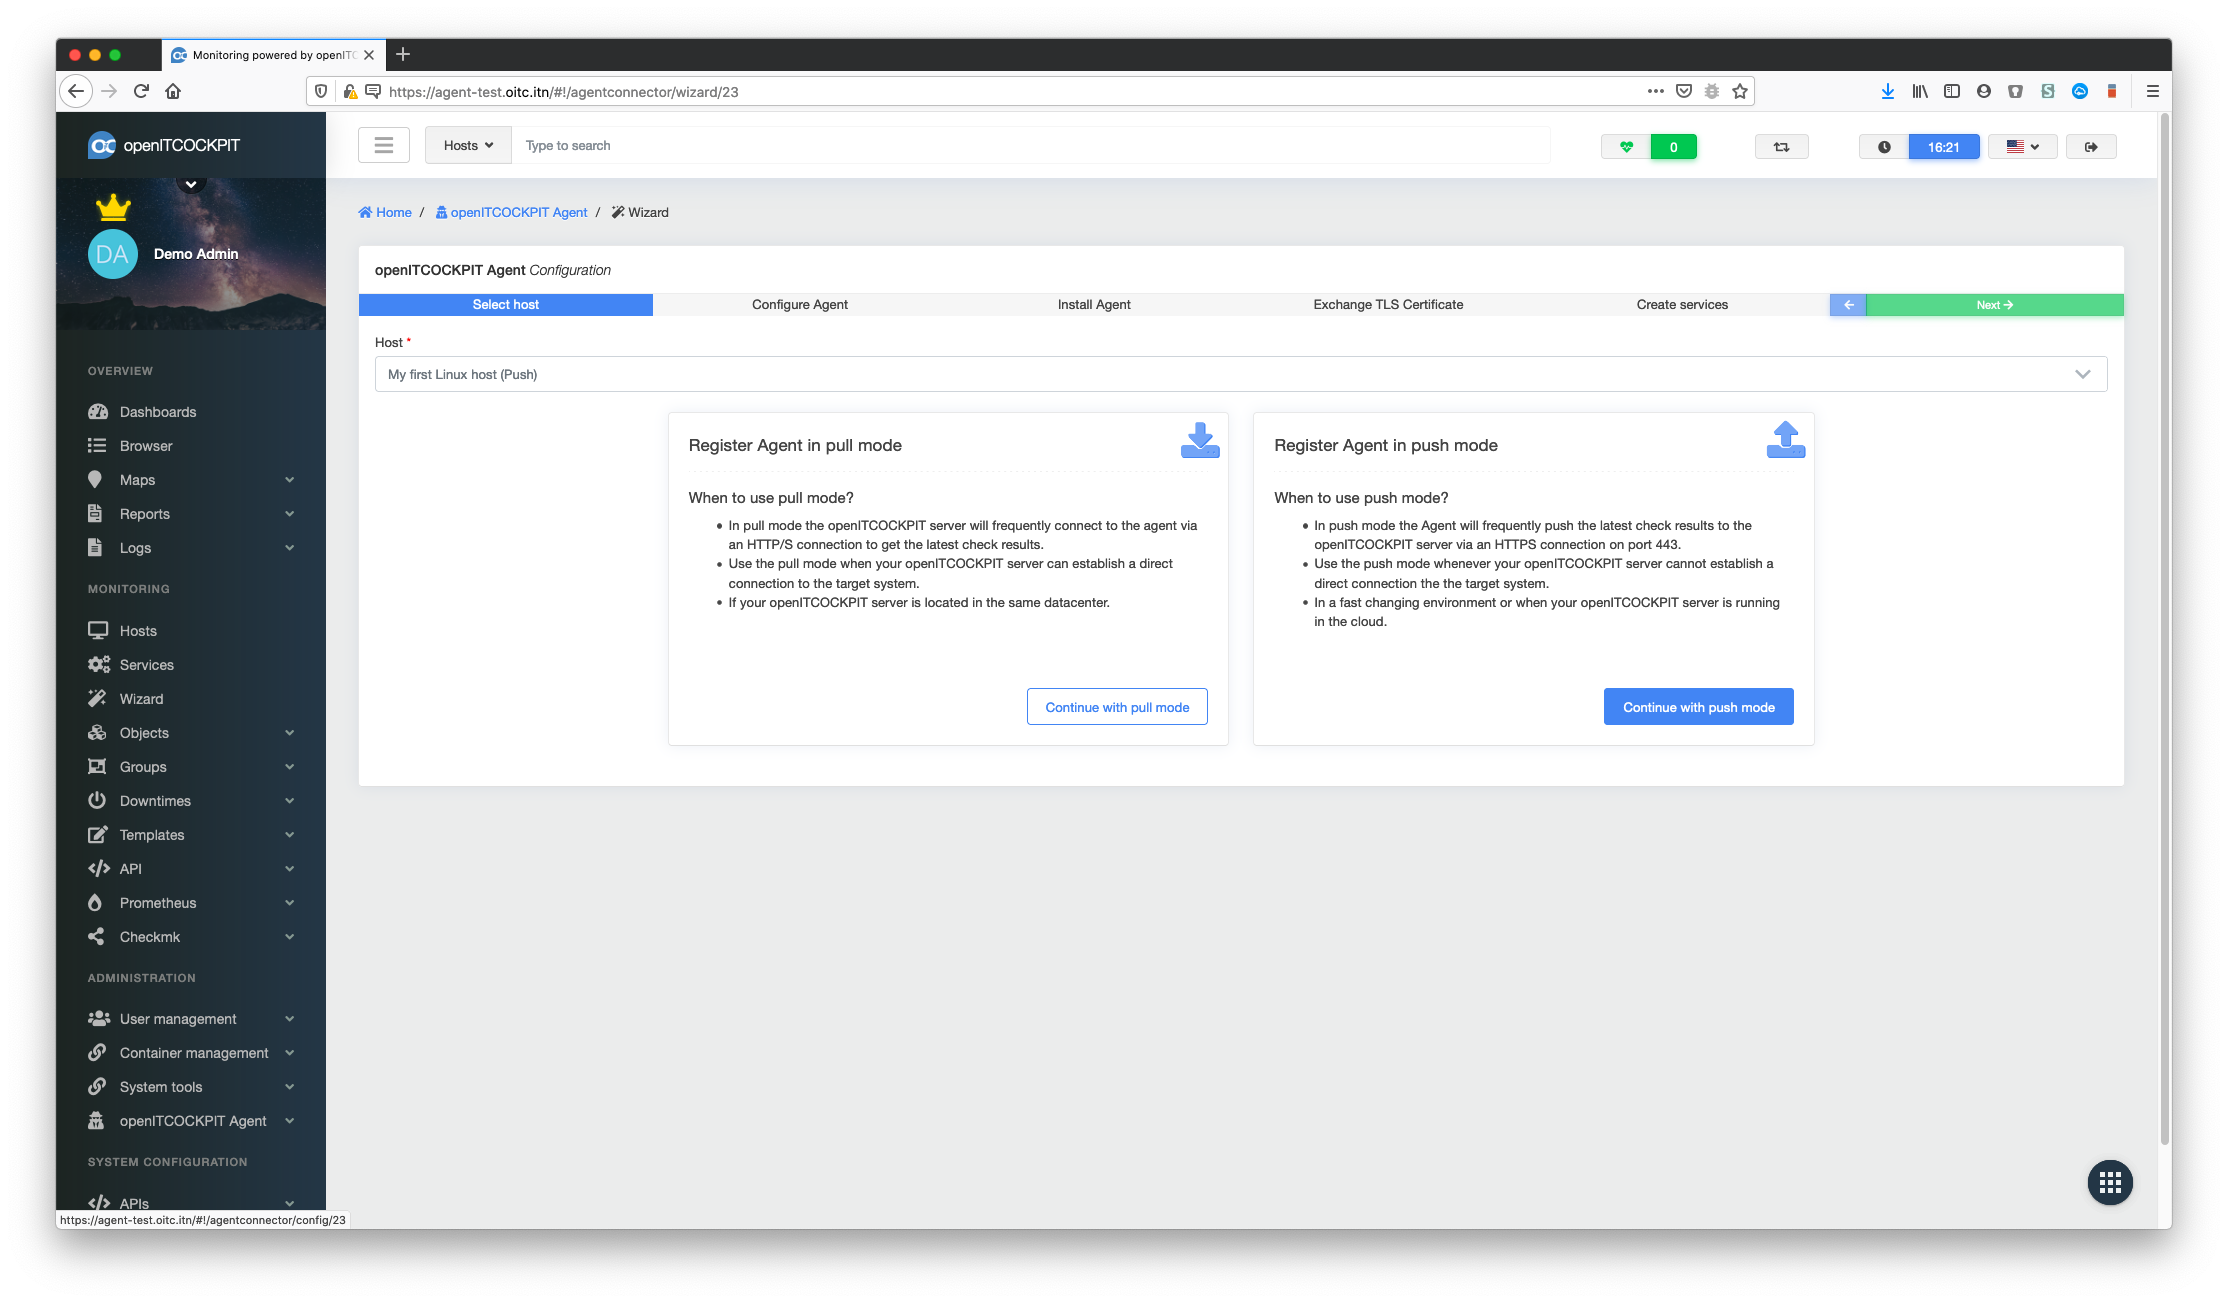 Monitoring powered by openITC
https://agent-test.oitc.itn/#!/agentconnector/wizard/23
openITCOCKPIT
Hosts
Type to search
0
16:21
DA
Demo Admin
Home / openITCOCKPIT Agent / Wizard
openITCOCKPIT Agent Configuration
Select host
Configure Agent
Install Agent
Exchange TLS Certificate
Create services
Next
Host *
My first Linux host (Push)
Register Agent in pull mode
When to use pull mode?
• In pull mode the openITCOCKPIT server will frequently connect to the agent via
an HTTP/S connection to get the latest check results.
• Use the pull mode when your openITCOCKPIT server can establish a direct
connection to the target system.
• If your openITCOCKPIT server is located in the same datacenter.
Continue with pull mode
Register Agent in push mode
When to use push mode?
• In push mode the Agent will frequently push the latest check results to the
openITCOCKPIT server via an HTTPS connection on port 443.
• Use the push mode whenever your openITCOCKPIT server cannot establish a
direct connection the the target system.
• In a fast changing environment or when your openITCOCKPIT server is running
in the cloud.
Continue with push mode
OVERVIEW
Dashboards
Browser
Maps
Reports
Logs
MONITORING
Hosts
Services
Wizard
Objects
Groups
Downtimes
Templates
API
Prometheus
Checkmk
ADMINISTRATION
User management
Container management
System tools
openITCOCKPIT Agent
SYSTEM CONFIGURATION
APIs
https://agent-test.oitc.itn/#!/agentconnector/config/23